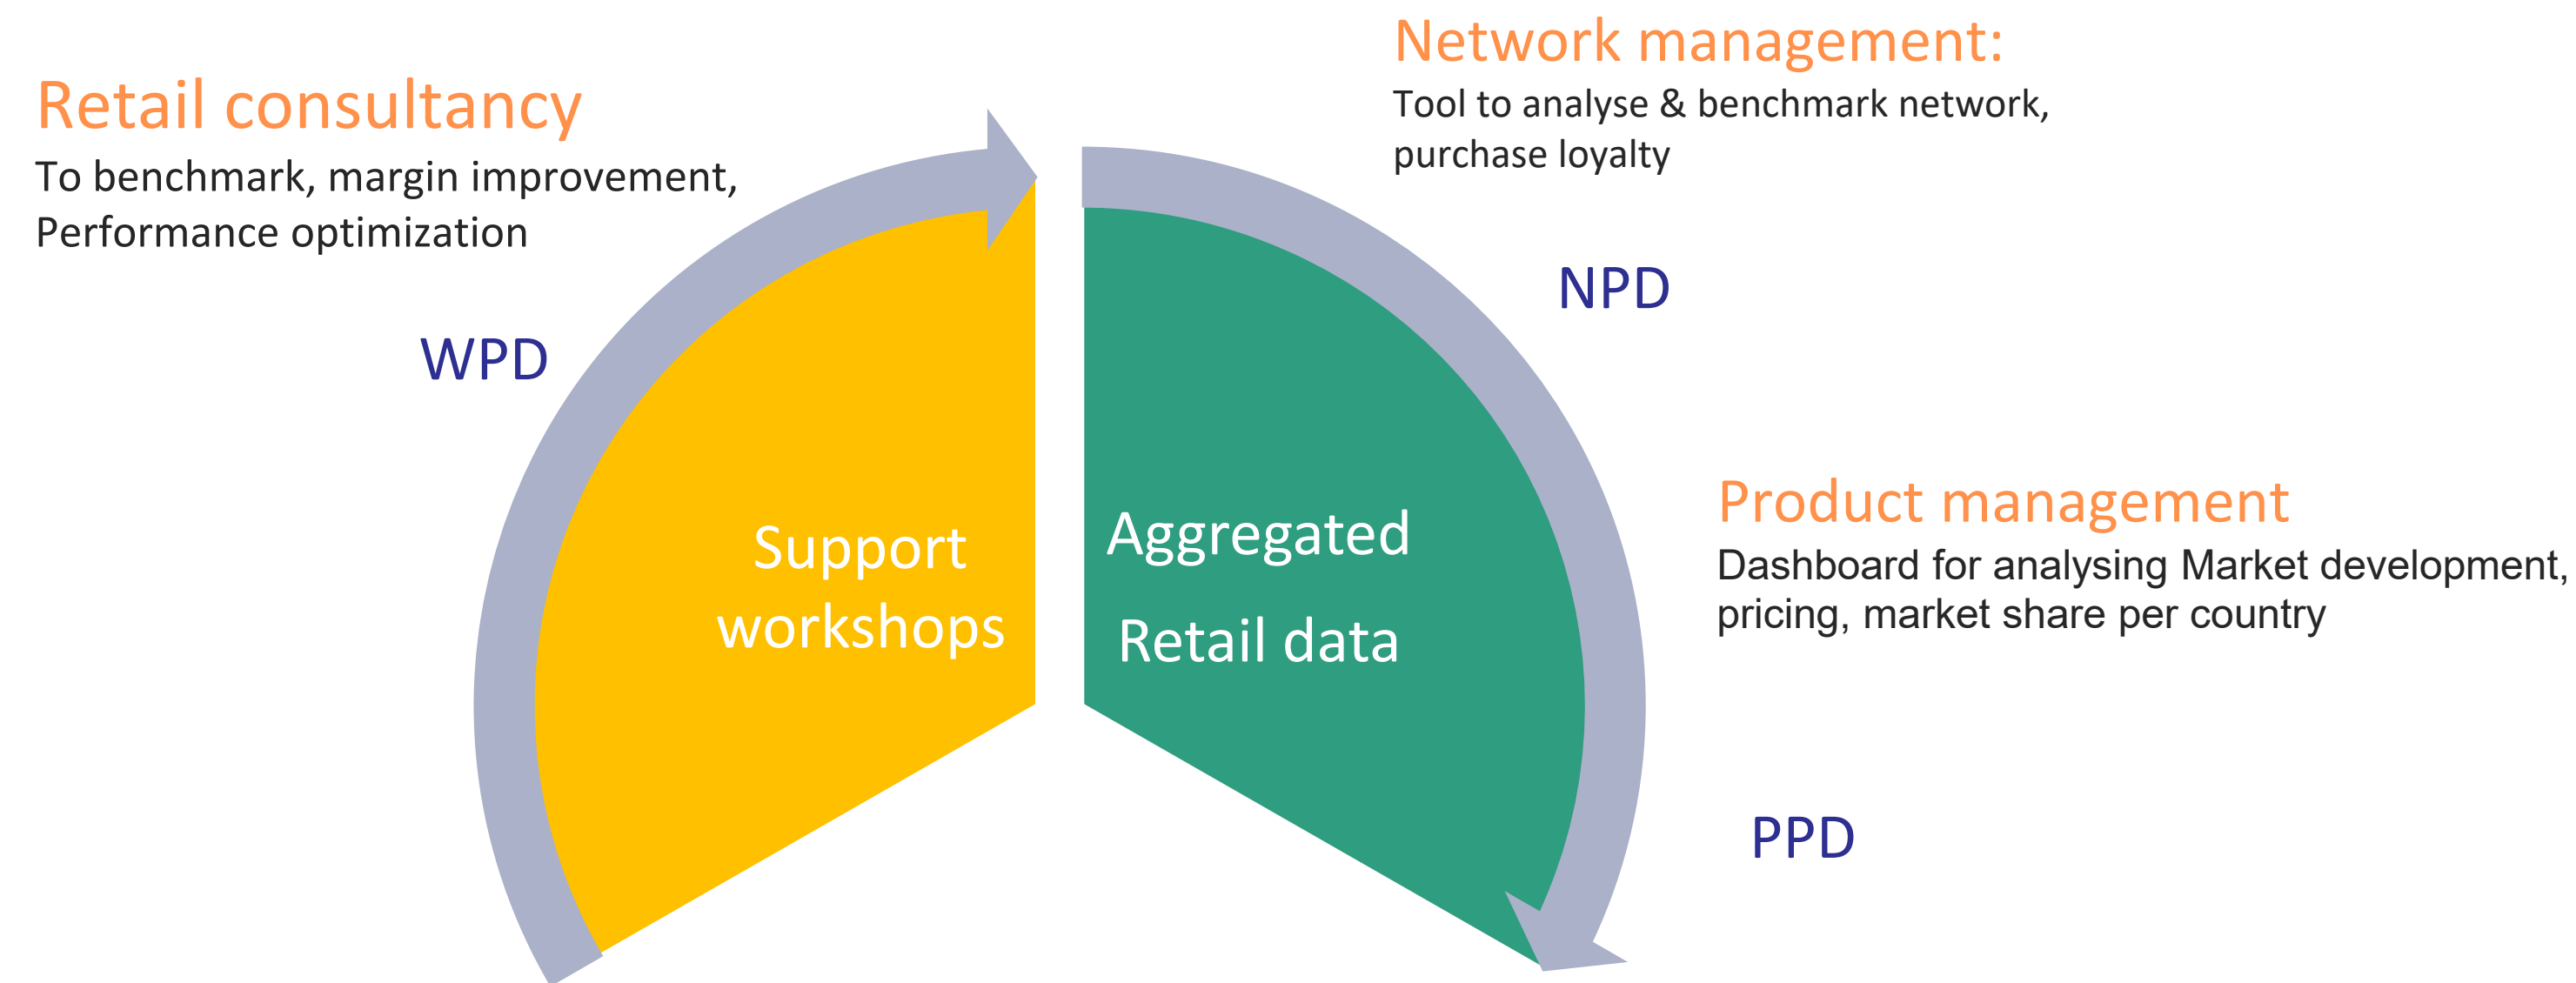 Retail consultancy
To benchmark, margin improvement,
Performance optimization
WPD
Support
workshops
Network management:
Tool to analyse & benchmark network,
purchase loyalty
NPD
Aggregated
Retail data
Product management
Dashboard for analysing Market development,
pricing, market share per country
PPD